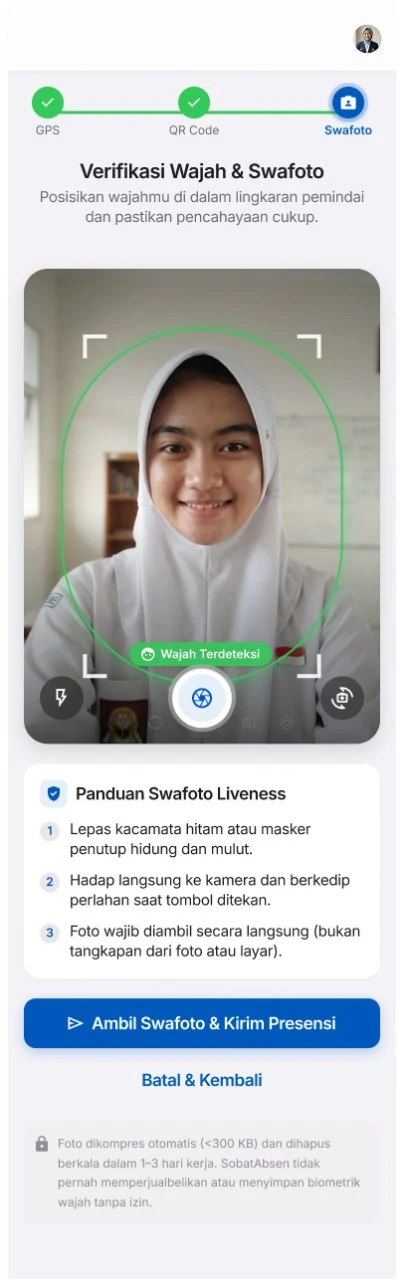 GPS
QR Code
Swafoto
Verifikasi Wajah & Swafoto
Posisikan wajahmu di dalam lingkaran pemindai
dan pastikan pencahayaan cukup.
Wajah Terdeteksi
Panduan Swafoto Liveness
1 Lepas kacamata hitam atau masker
penutup hidung dan mulut.
2 Hadap langsung ke kamera dan berkedip
perlahan saat tombol ditekan.
3 Foto wajib diambil secara langsung (bukan
tangkapan dari foto atau layar).
Ambil Swafoto & Kirim Presensi
Batal & Kembali
Foto dikompres otomatis (<300 KB) dan dihapus
berkala dalam 1–3 hari kerja. SobatAbsen tidak
pernah memperjualbelikan atau menyimpan biometrik
wajah tanpa izin.